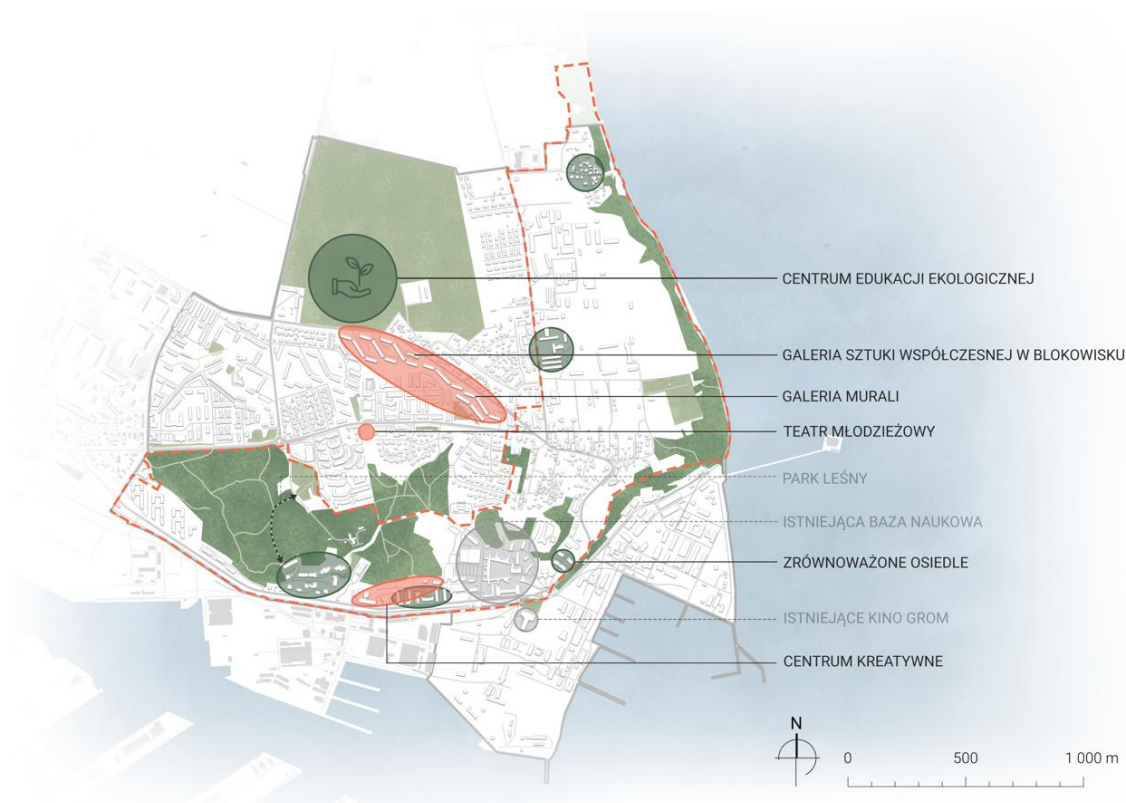 CENTRUM EDUKACJI EKOLOGICZNEJ
GALERIA SZTUKI WSPÓŁCZESNEJ W BLOKOWISKU
GALERIA MURALI
TEATR MŁODZIEŻOWY
PARK LEŚNY
ISTNIEJĄCA BAZA NAUKOWA
ZRÓWNOWAŻONE OSIEDLE
ISTNIEJĄCE KINO GROM
CENTRUM KREATYWNE
N
0 500 1 000 m